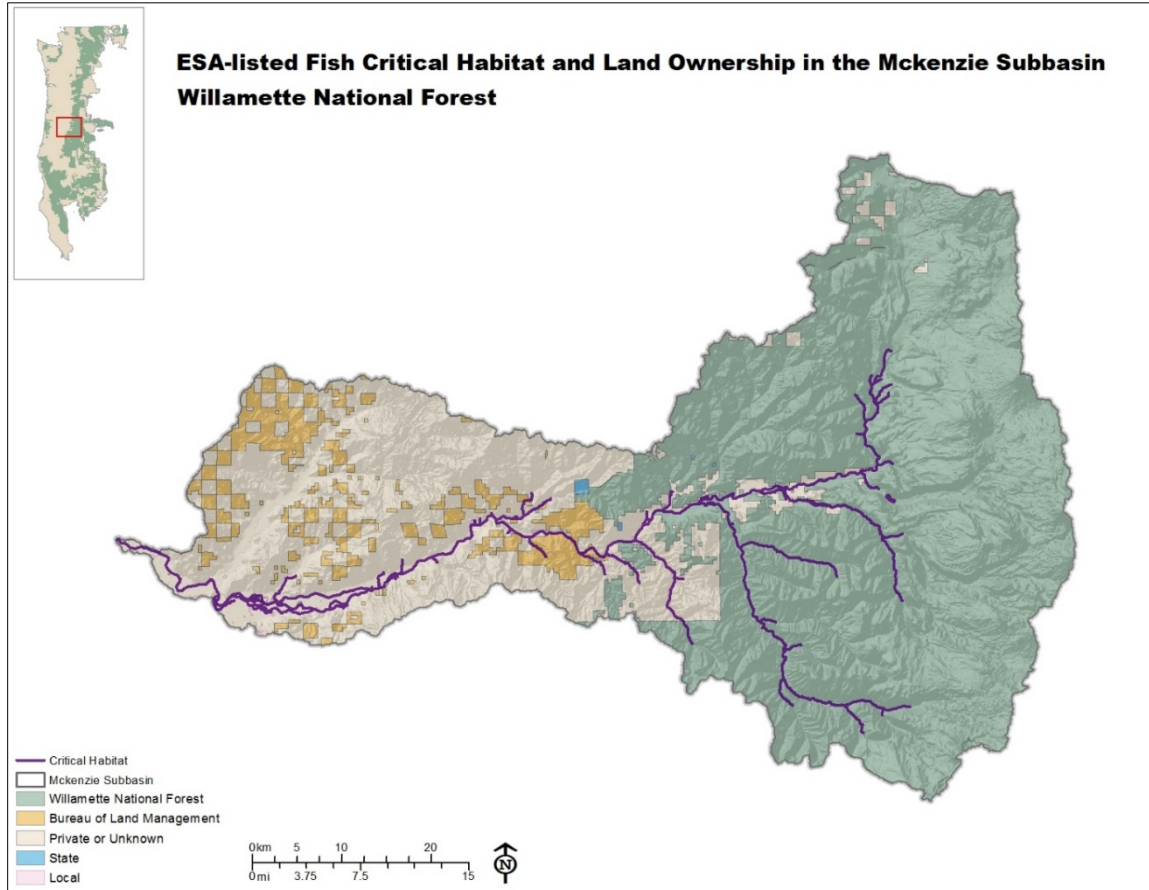 ESA-listed Fish Critical Habitat and Land Ownership in the Mckenzie Subbasin
Willamette National Forest
Critical Habitat
Mckenzie Subbasin
Willamette National Forest
Bureau of Land Management
Private or Unknown
State
Local
0km 5 10 20
0mi 3.75 7.5 15
N